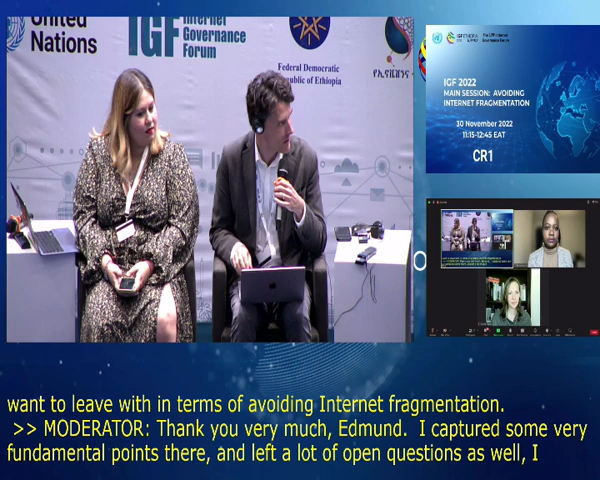 United
Nations
IGF
Internet
Governance
Forum
Federal Democratic
Republic of Ethiopia
IGF 2022
MAIN SESSION: AVOIDING
INTERNET FRAGMENTATION
30 November 2022
11:15-12:45 EAT
CR1
want to leave with in terms of avoiding Internet fragmentation.
>> MODERATOR: Thank you very much, Edmund. I captured some very
fundamental points there, and left a lot of open questions as well, I